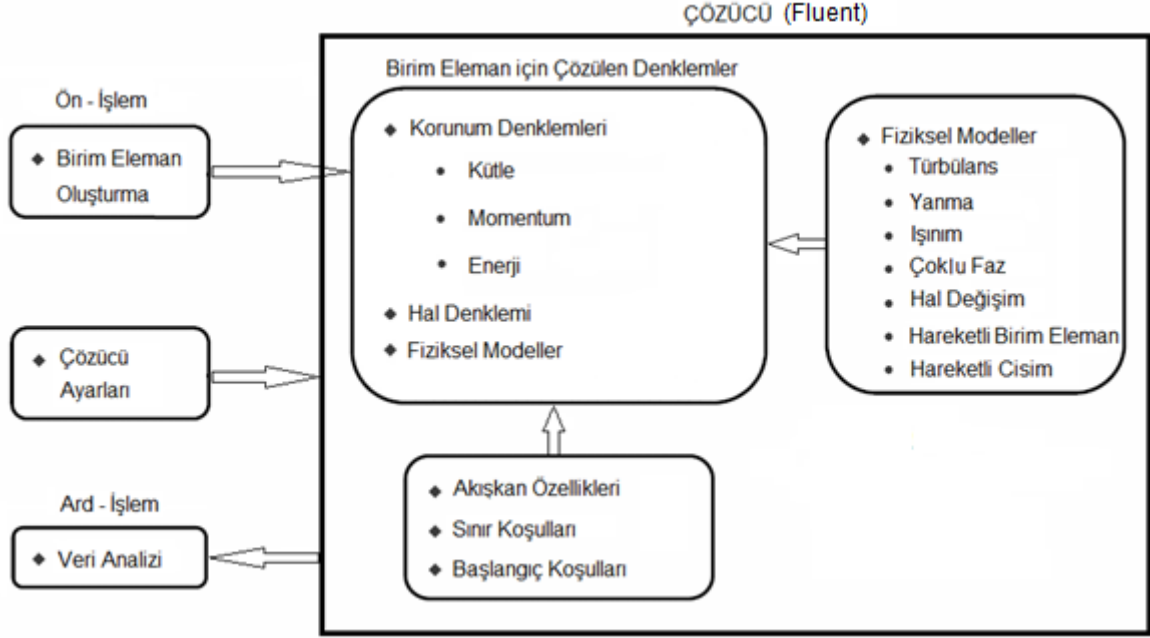 ÇÖZÜCÜ (Fluent)
Ön - İşlem
Birim Eleman
Oluşturma
Çözücü
Ayarları
Ard - İşlem
Veri Analizi
Birim Eleman için Çözülen Denklemler
Korunum Denklemleri
Kütle
Momentum
Enerji
Hal Denklemi
Fiziksel Modeller
Akışkan Özellikleri
Sınır Koşulları
Başlangıç Koşulları
Fiziksel Modeller
Türbülans
Yanma
Işınım
Çoklu Faz
Hal Değişim
Hareketli Birim Eleman
Hareketli Cisim